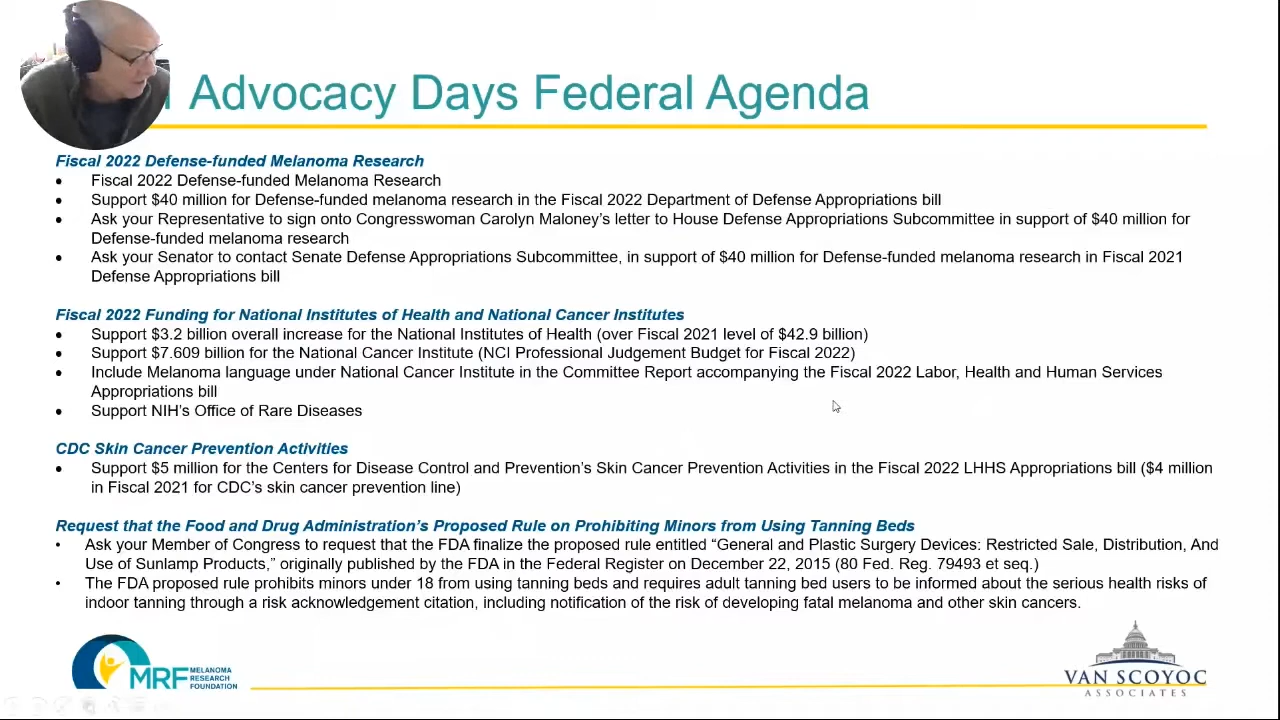 Advocacy Days Federal Agenda
Fiscal 2022 Defense-funded Melanoma Research
• Fiscal 2022 Defense-funded Melanoma Research
• Support $40 million for Defense-funded melanoma research in the Fiscal 2022 Department of Defense Appropriations bill
• Ask your Representative to sign onto Congresswoman Carolyn Maloney's letter to House Defense Appropriations Subcommittee in support of $40 million for
Defense-funded melanoma research
• Ask your Senator to contact Senate Defense Appropriations Subcommittee, in support of $40 million for Defense-funded melanoma research in Fiscal 2021
Defense Appropriations bill
Fiscal 2022 Funding for National Institutes of Health and National Cancer Institutes
• Support $3.2 billion overall increase for the National Institutes of Health (over Fiscal 2021 level of $42.9 billion)
• Support $7.609 billion for the National Cancer Institute (NCI Professional Judgement Budget for Fiscal 2022)
• Include Melanoma language under National Cancer Institute in the Committee Report accompanying the Fiscal 2022 Labor, Health and Human Services
Appropriations bill
• Support NIH's Office of Rare Diseases
CDC Skin Cancer Prevention Activities
• Support $5 million for the Centers for Disease Control and Prevention's Skin Cancer Prevention Activities in the Fiscal 2022 LHHS Appropriations bill ($4 million
in Fiscal 2021 for CDC's skin cancer prevention line)
Request that the Food and Drug Administration's Proposed Rule on Prohibiting Minors from Using Tanning Beds
• Ask your Member of Congress to request that the FDA finalize the proposed rule entitled “General and Plastic Surgery Devices: Restricted Sale, Distribution, And
Use of Sunlamp Products,” originally published by the FDA in the Federal Register on December 22, 2015 (80 Fed. Reg. 79493 et seq.)
• The FDA proposed rule prohibits minors under 18 from using tanning beds and requires adult tanning bed users to be informed about the serious health risks of
indoor tanning through a risk acknowledgement citation, including notification of the risk of developing fatal melanoma and other skin cancers.
MRF MELANOMA
RESEARCH
FOUNDATION
VAN SCOYOC
ASSOCIATES